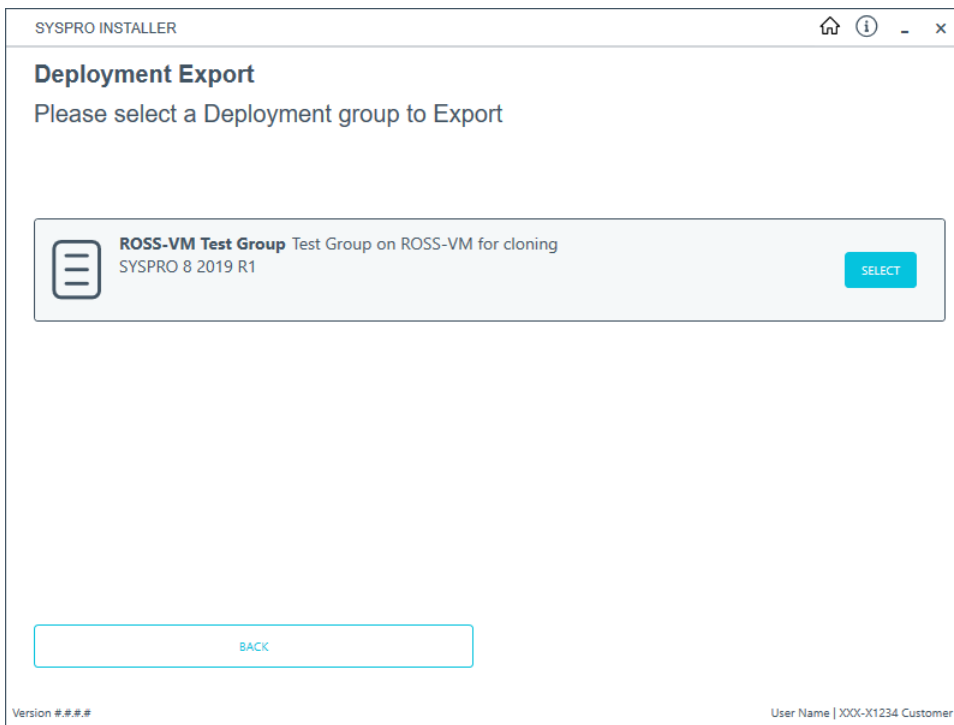 SYSPRO INSTALLER
Deployment Export
Please select a Deployment group to Export
ROSS-VM Test Group Test Group on ROSS-VM for cloning
SYSPRO 8 2019 R1
SELECT
BACK
Version #.#.#.#
User Name | XXX-X1234 Customer